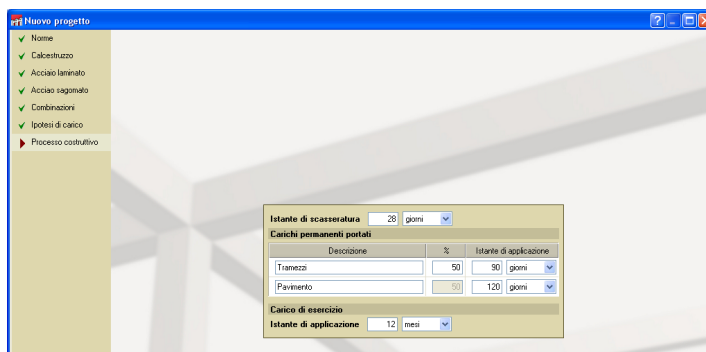 Nuovo progetto
Norme
Calcestruzzo
Acciaio laminato
Acciao sagomato
Combinazioni
Ipotesi di carico
Processo costruttivo
Istante di scasseratura 28 giorni
Carichi permanenti portati
Descrizione % Istante di applicazione
Tramezzi 50 90 giorni
Pavimento 50 120 giorni
Carico di esercizio
Istante di applicazione 12 mesi